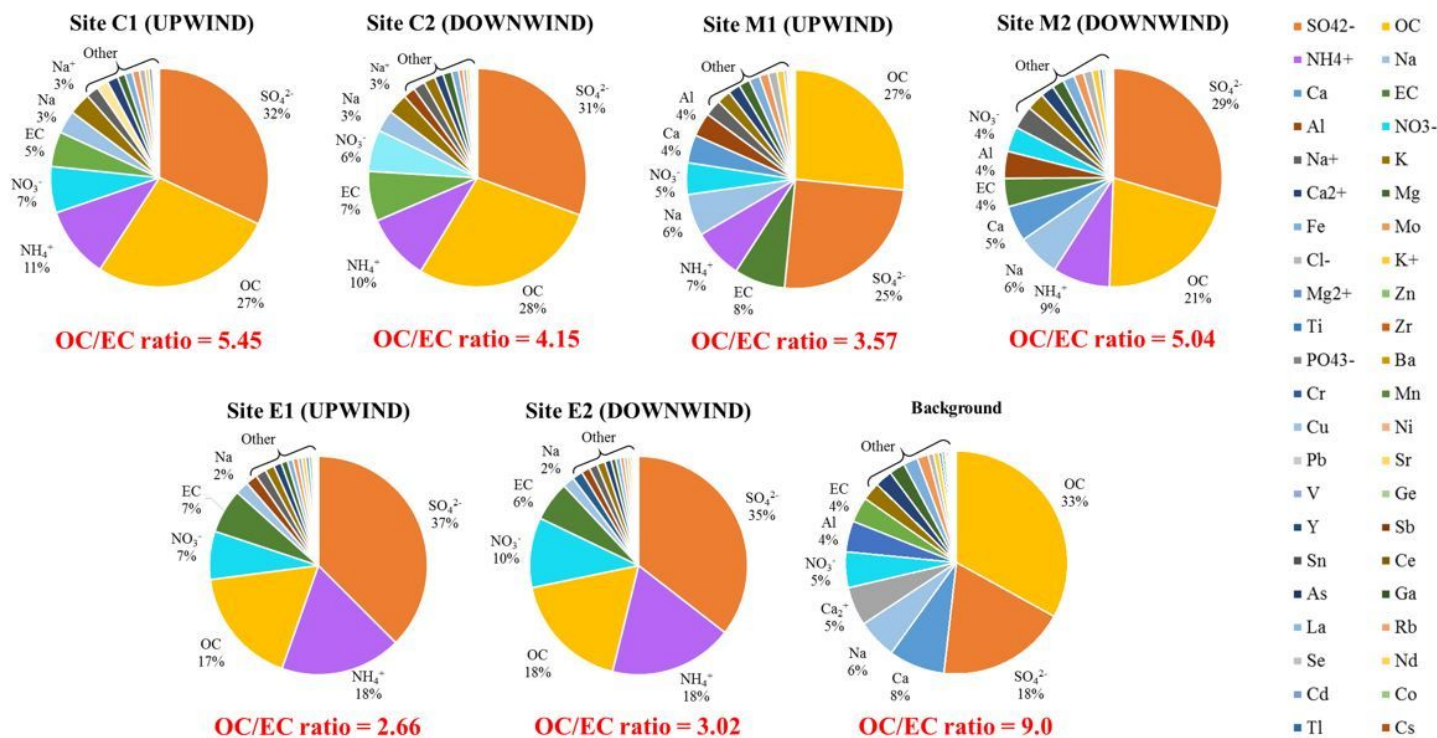 Site C1 (UPWIND)
Other
Na⁺
3%
Na
3%
EC
5%
NO₃⁻
7%
NH₄⁺
11%
OC
27%
SO₄²⁻
32%
OC/EC ratio = 5.45
Site C2 (DOWNWIND)
Other
Na⁺
3%
Na
3%
NO₃⁻
6%
EC
7%
NH₄⁺
10%
OC
28%
SO₄²⁻
31%
OC/EC ratio = 4.15
Site M1 (UPWIND)
Other
Al
4%
Ca
4%
NO₃⁻
5%
Na
6%
NH₄⁺
7%
EC
8%
SO₄²⁻
25%
OC
27%
OC/EC ratio = 3.57
Site M2 (DOWNWIND)
Other
NO₃⁻
4%
Al
4%
EC
4%
Ca
5%
Na
6%
NH₄⁺
9%
OC
21%
SO₄²⁻
29%
OC/EC ratio = 5.04
Site E1 (UPWIND)
Other
Na
2%
EC
7%
NO₃⁻
7%
OC
17%
NH₄⁺
18%
SO₄²⁻
37%
OC/EC ratio = 2.66
Site E2 (DOWNWIND)
Other
Na
2%
EC
6%
NO₃⁻
10%
OC
18%
NH₄⁺
18%
SO₄²⁻
35%
OC/EC ratio = 3.02
Background
Other
EC
4%
Al
4%
NO₃⁻
5%
Ca₂⁺
5%
Na
6%
Ca
8%
SO₄²⁻
18%
OC
33%
OC/EC ratio = 9.0
SO42- OC
NH4+ Na
Ca EC
Al NO3-
Na+ K
Ca2+ Mg
Fe Mo
Cl- K+
Mg2+ Zn
Ti Zr
PO43- Ba
Cr Mn
Cu Ni
Pb Sr
V Ge
Y Sb
Sn Ce
As Ga
La Rb
Se Nd
Cd Co
Tl Cs